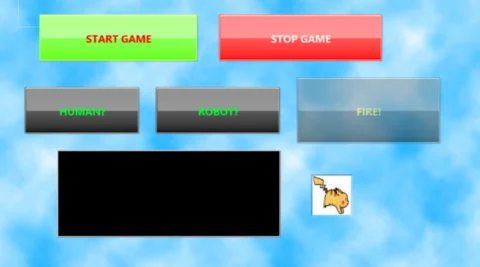 START GAME
STOP GAME
HUMAN?
ROBOT?
FIRE!